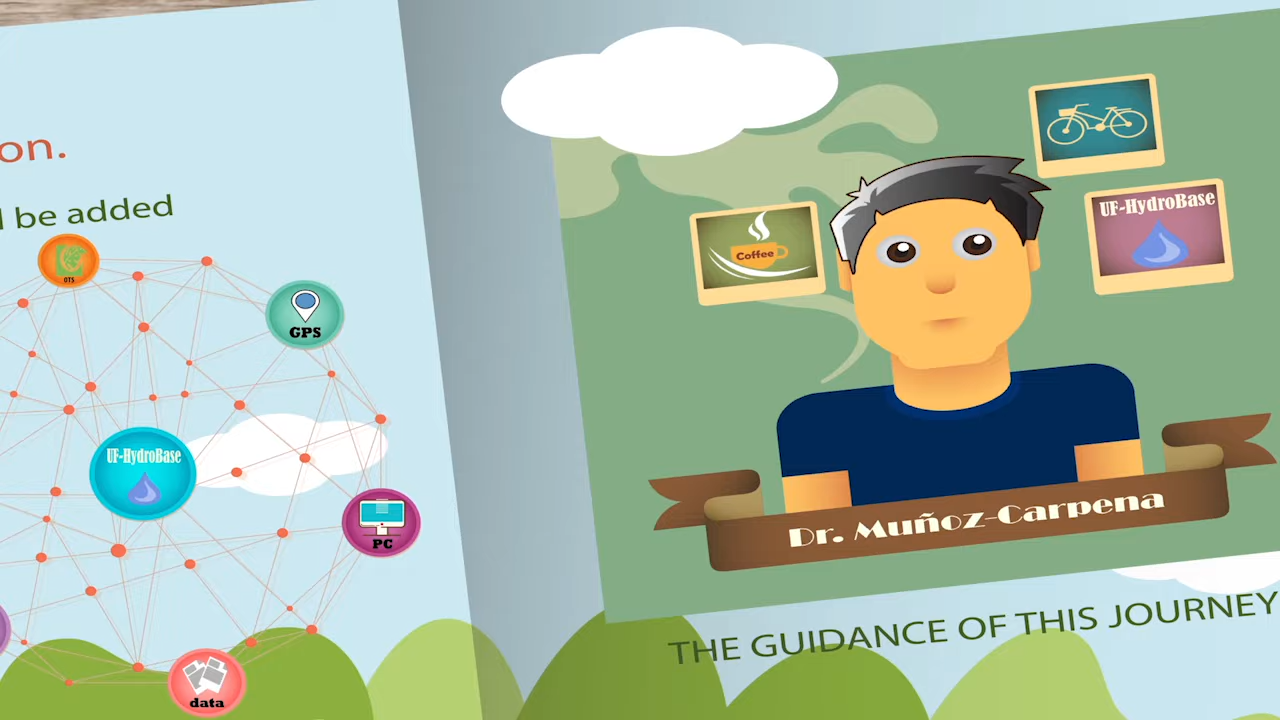 on.
l be added
OTS
GPS
UF-HydroBase
PC
data
Coffee
UF-HydroBase
Dr. Muñoz-Carpena
THE GUIDANCE OF THIS JOURNEY